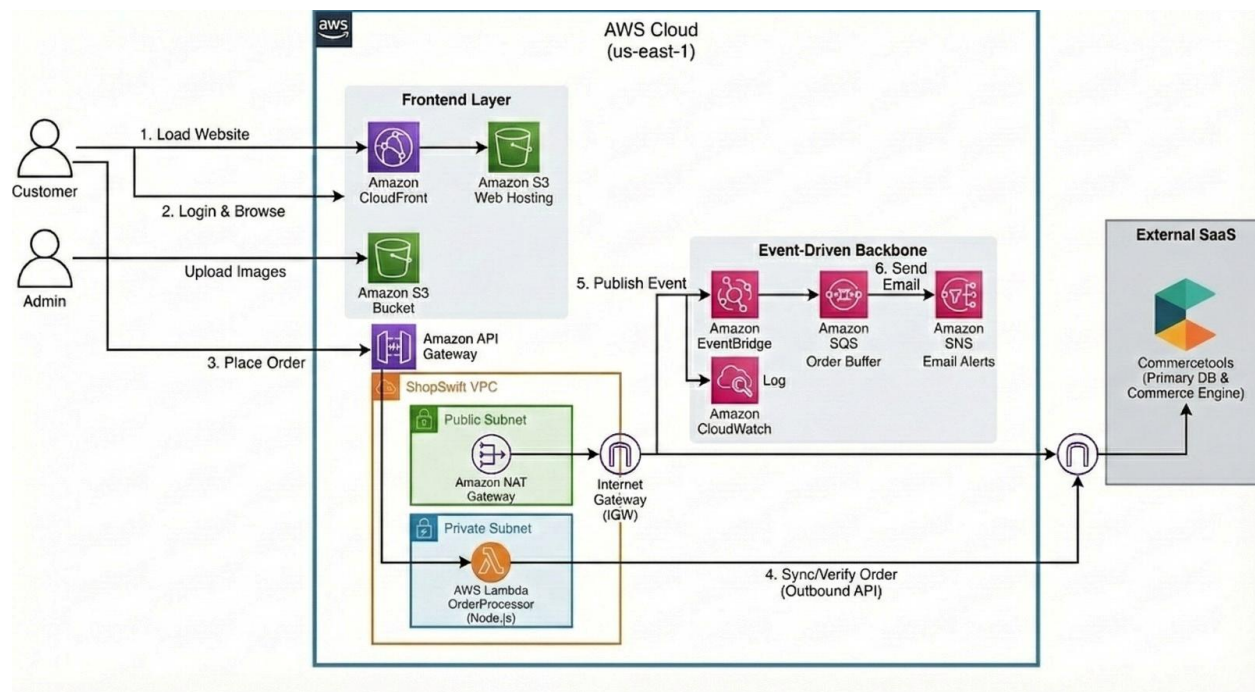 aws
AWS Cloud
(us-east-1)
Frontend Layer
1. Load Website
Customer
Amazon
CloudFront
Amazon S3
Web Hosting
2. Login & Browse
Admin
Upload Images
Amazon S3
Bucket
3. Place Order
Amazon API
Gateway
ShopSwift VPC
Public Subnet
Amazon NAT
Gateway
Internet
Gateway
(IGW)
Private Subnet
AWS Lambda
OrderProcessor
(Node.js)
4. Sync/Verify Order
(Outbound API)
Event-Driven Backbone
5. Publish Event
6. Send
Email
Amazon
EventBridge
Amazon
SQS
Order Buffer
Amazon
SNS
Email Alerts
Log
Amazon
CloudWatch
External SaaS
Commercetools
(Primary DB &
Commerce Engine)